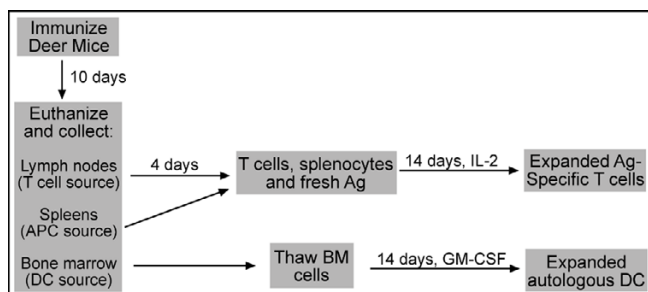 Immunize
Deer Mice
10 days
Euthanize
and collect:
Lymph nodes
(T cell source)
Spleens
(APC source)
Bone marrow
(DC source)
4 days
T cells, splenocytes
and fresh Ag
14 days, IL-2
Expanded Ag-
Specific T cells
Thaw BM
cells
14 days, GM-CSF
Expanded
autologous DC